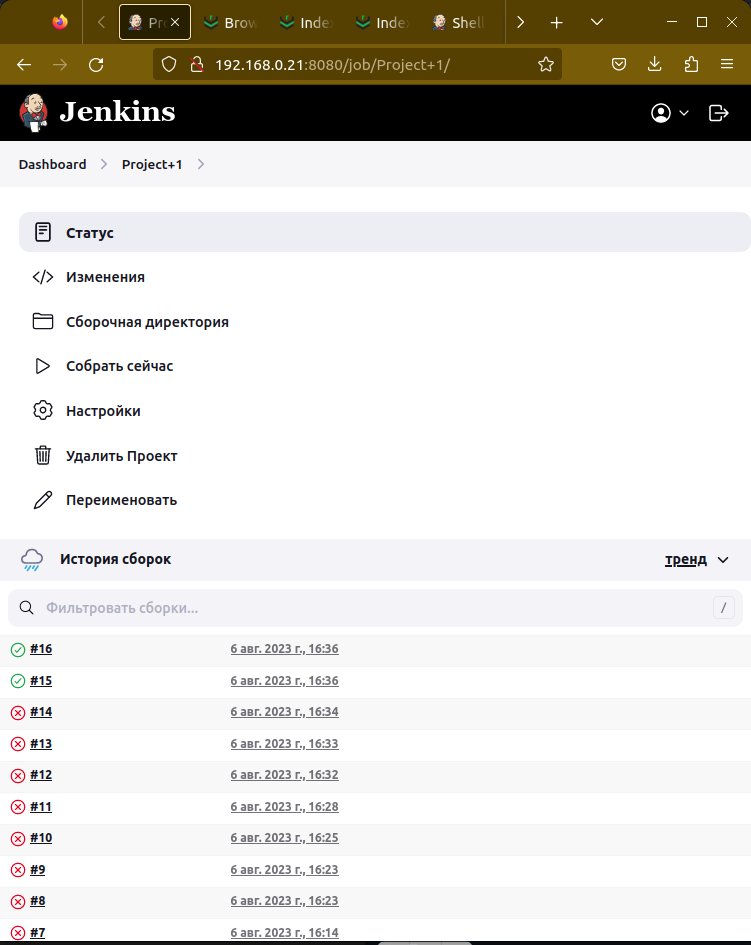 Pro
Brow
Index
Index
Shell
192.168.0.21:8080/job/Project+1/
Jenkins
Dashboard
Project+1
Статус
Изменения
Сборочная директория
Собрать сейчас
Настройки
Удалить Проект
Переименовать
История сборок
тренд
Фильтровать сборки...
/
#16 6 авг. 2023 г., 16:36
#15 6 авг. 2023 г., 16:36
#14 6 авг. 2023 г., 16:34
#13 6 авг. 2023 г., 16:33
#12 6 авг. 2023 г., 16:32
#11 6 авг. 2023 г., 16:28
#10 6 авг. 2023 г., 16:25
#9 6 авг. 2023 г., 16:23
#8 6 авг. 2023 г., 16:23
#7 6 авг. 2023 г., 16:14